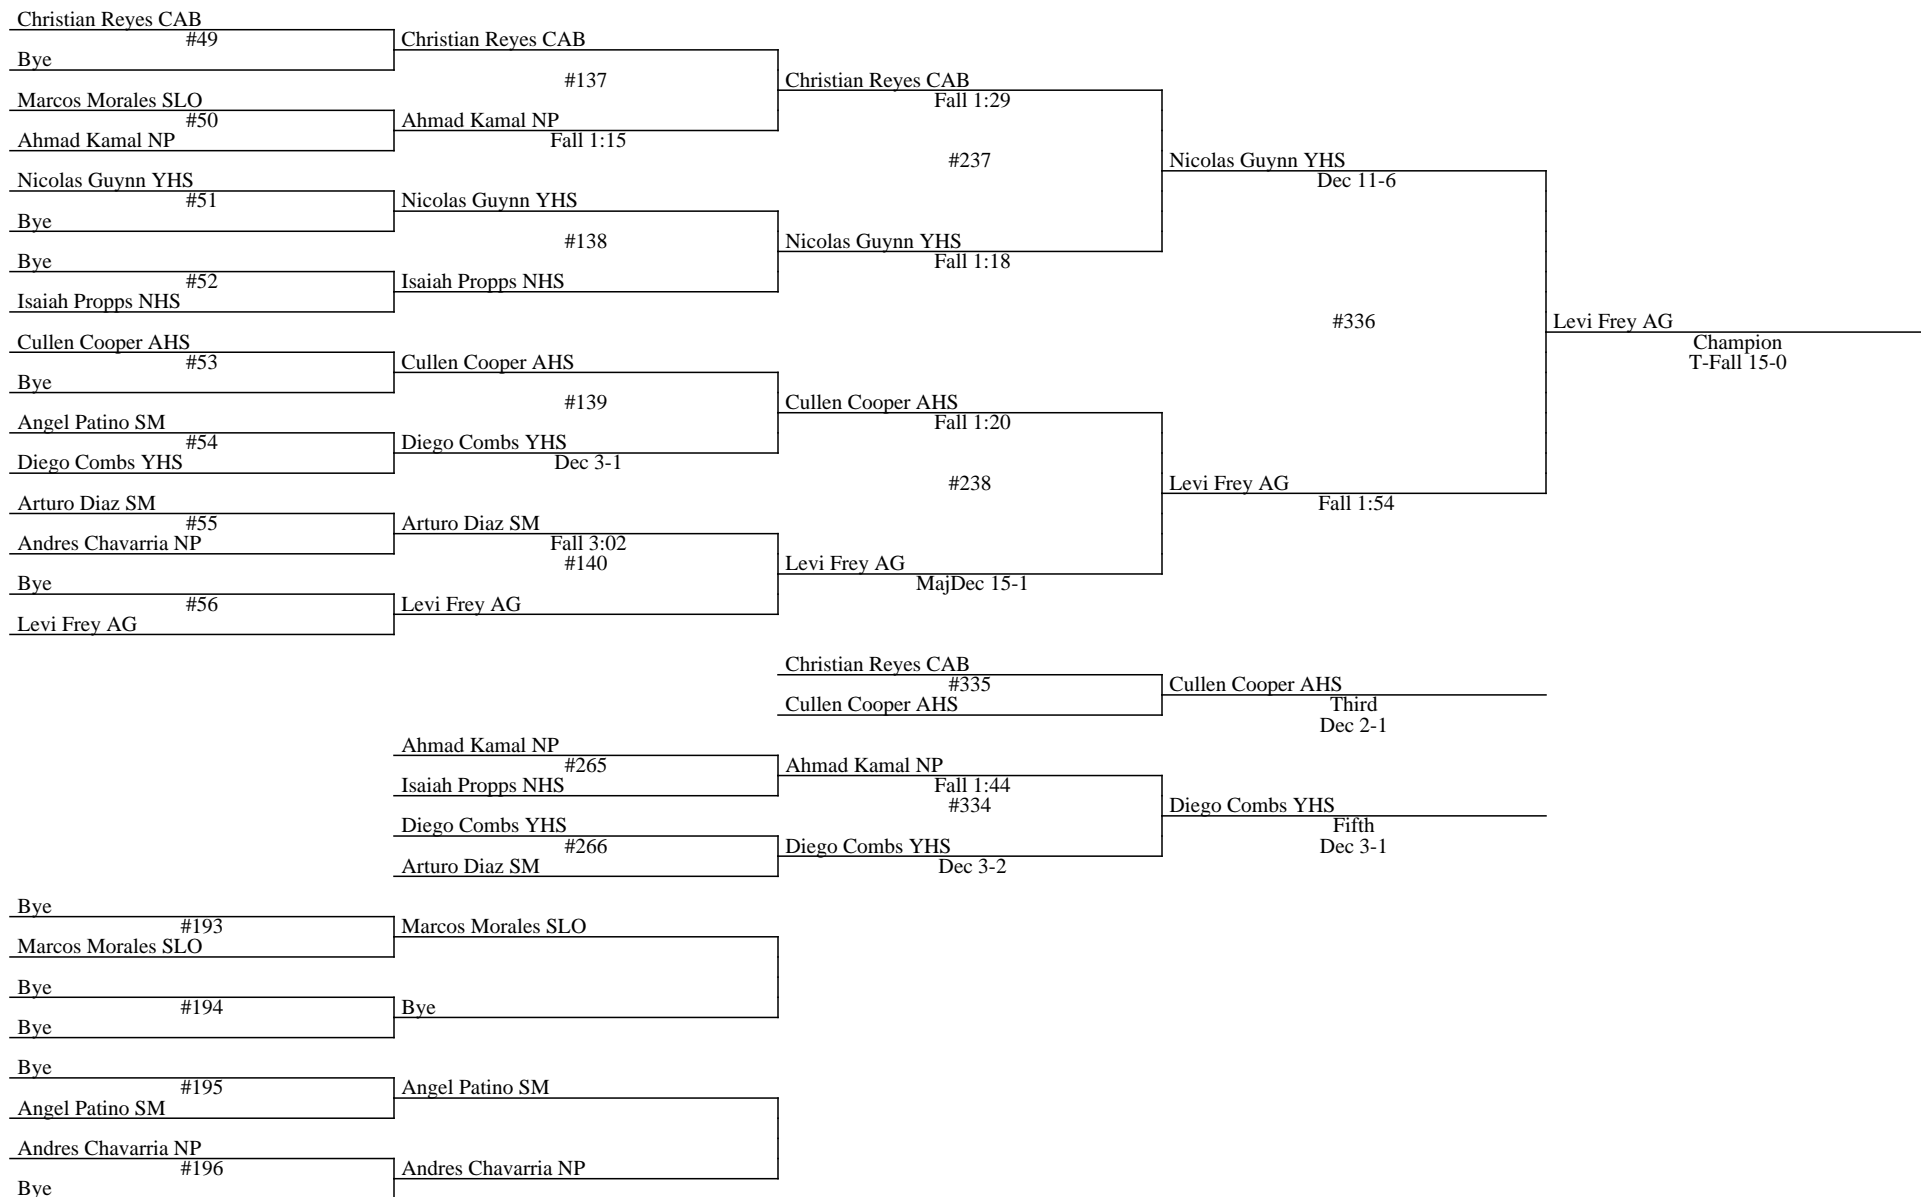 Christian Reyes CAB
#49
Bye
Christian Reyes CAB
#137
Marcos Morales SLO
#50
Ahmad Kamal NP
Ahmad Kamal NP
Fall 1:15
Christian Reyes CAB
Fall 1:29
#237
Nicolas Guynn YHS
#51
Bye
Nicolas Guynn YHS
#138
Bye
#52
Isaiah Propps NHS
Isaiah Propps NHS
Nicolas Guynn YHS
Fall 1:18
Nicolas Guynn YHS
Dec 11-6
#336
Cullen Cooper AHS
#53
Bye
Cullen Cooper AHS
#139
Angel Patino SM
#54
Diego Combs YHS
Diego Combs YHS
Dec 3-1
Cullen Cooper AHS
Fall 1:20
#238
Arturo Diaz SM
#55
Andres Chavarria NP
Arturo Diaz SM
Fall 3:02
#140
Bye
#56
Levi Frey AG
Levi Frey AG
Levi Frey AG
MajDec 15-1
Levi Frey AG
Fall 1:54
Levi Frey AG
Champion
T-Fall 15-0
Christian Reyes CAB
#335
Cullen Cooper AHS
Cullen Cooper AHS
Third
Dec 2-1
Ahmad Kamal NP
#265
Isaiah Propps NHS
Ahmad Kamal NP
Fall 1:44
#334
Diego Combs YHS
#266
Arturo Diaz SM
Diego Combs YHS
Dec 3-2
Diego Combs YHS
Fifth
Dec 3-1
Bye
#193
Marcos Morales SLO
Marcos Morales SLO
Bye
#194
Bye
Bye
Bye
#195
Angel Patino SM
Angel Patino SM
Andres Chavarria NP
#196
Bye
Andres Chavarria NP